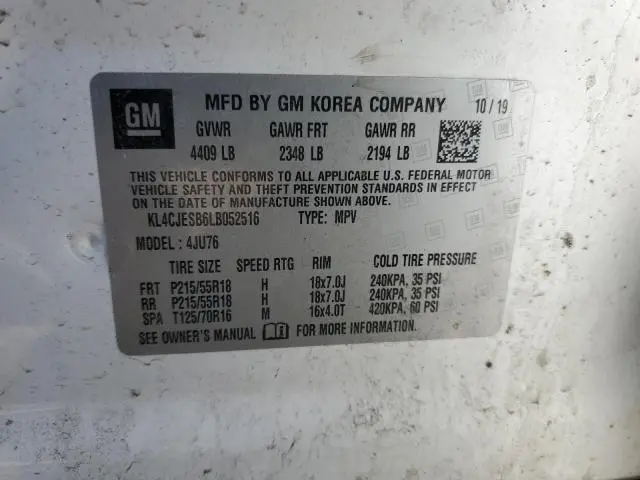 GM MFD BY GM KOREA COMPANY 10/19
GVWR GAWR FRT GAWR RR
4409 LB 2348 LB 2194 LB
THIS VEHICLE CONFORMS TO ALL APPLICABLE U.S. FEDERAL MOTOR
VEHICLE SAFETY AND THEFT PREVENTION STANDARDS IN EFFECT
ON THE DATE OF MANUFACTURE SHOWN ABOVE.
KL4CJESB6LB052516 TYPE: MPV
MODEL: 4JU76
TIRE SIZE SPEED RTG RIM COLD TIRE PRESSURE
FRT P215/55R18 H 18x7.0J 240KPA, 35 PSI
RR P215/55R18 H 18x7.0J 240KPA, 35 PSI
SPA T125/70R16 M 16x4.0T 420KPA, 60 PSI
SEE OWNER'S MANUAL FOR MORE INFORMATION.